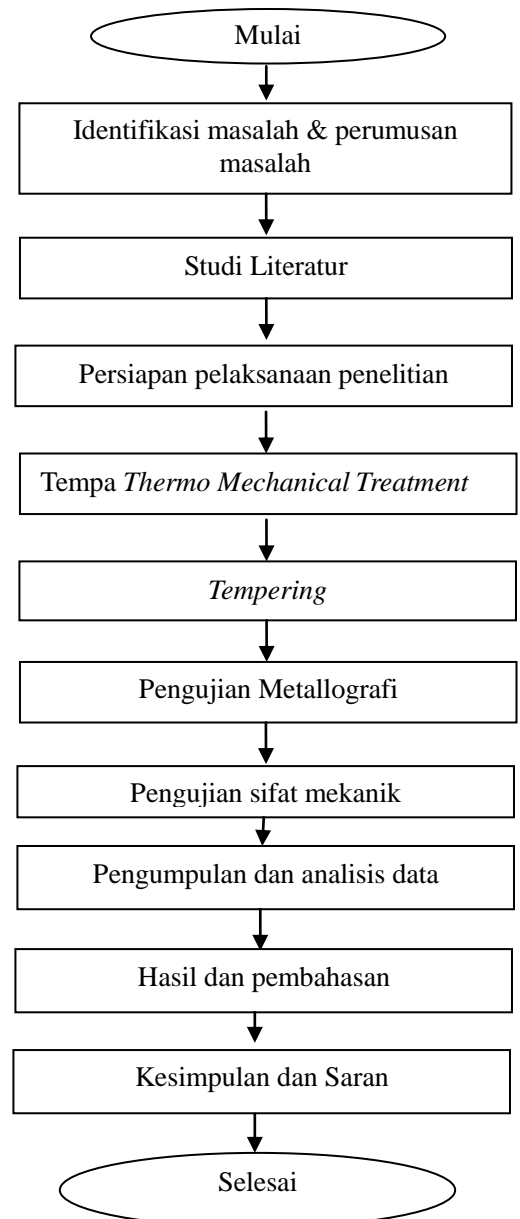 Mulai
Identifikasi masalah & perumusan
masalah
Studi Literatur
Persiapan pelaksanaan penelitian
Tempa Thermo Mechanical Treatment
Tempering
Pengujian Metallografi
Pengujian sifat mekanik
Pengumpulan dan analisis data
Hasil dan pembahasan
Kesimpulan dan Saran
Selesai